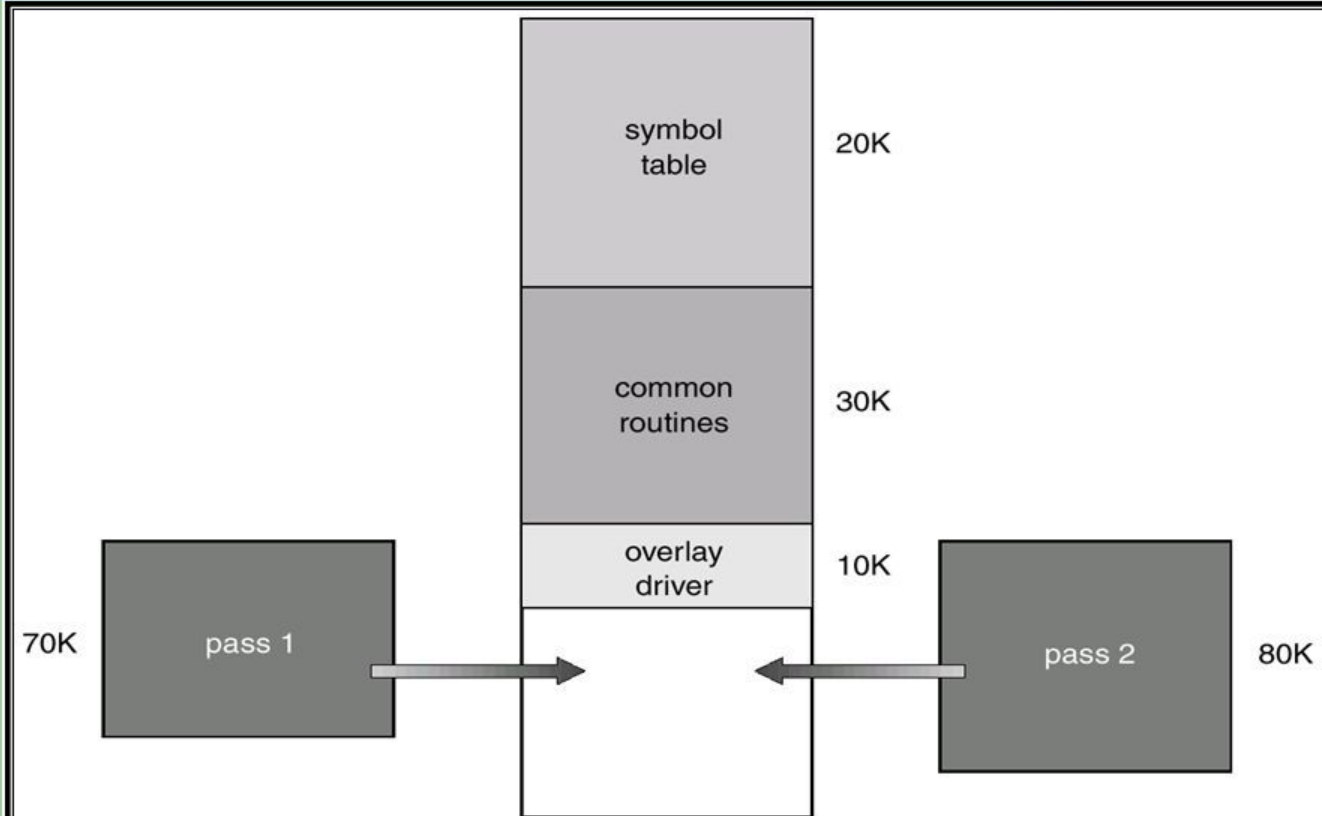 symbol
table
20K
common
routines
30K
overlay
driver
10K
70K
pass 1
pass 2
80K